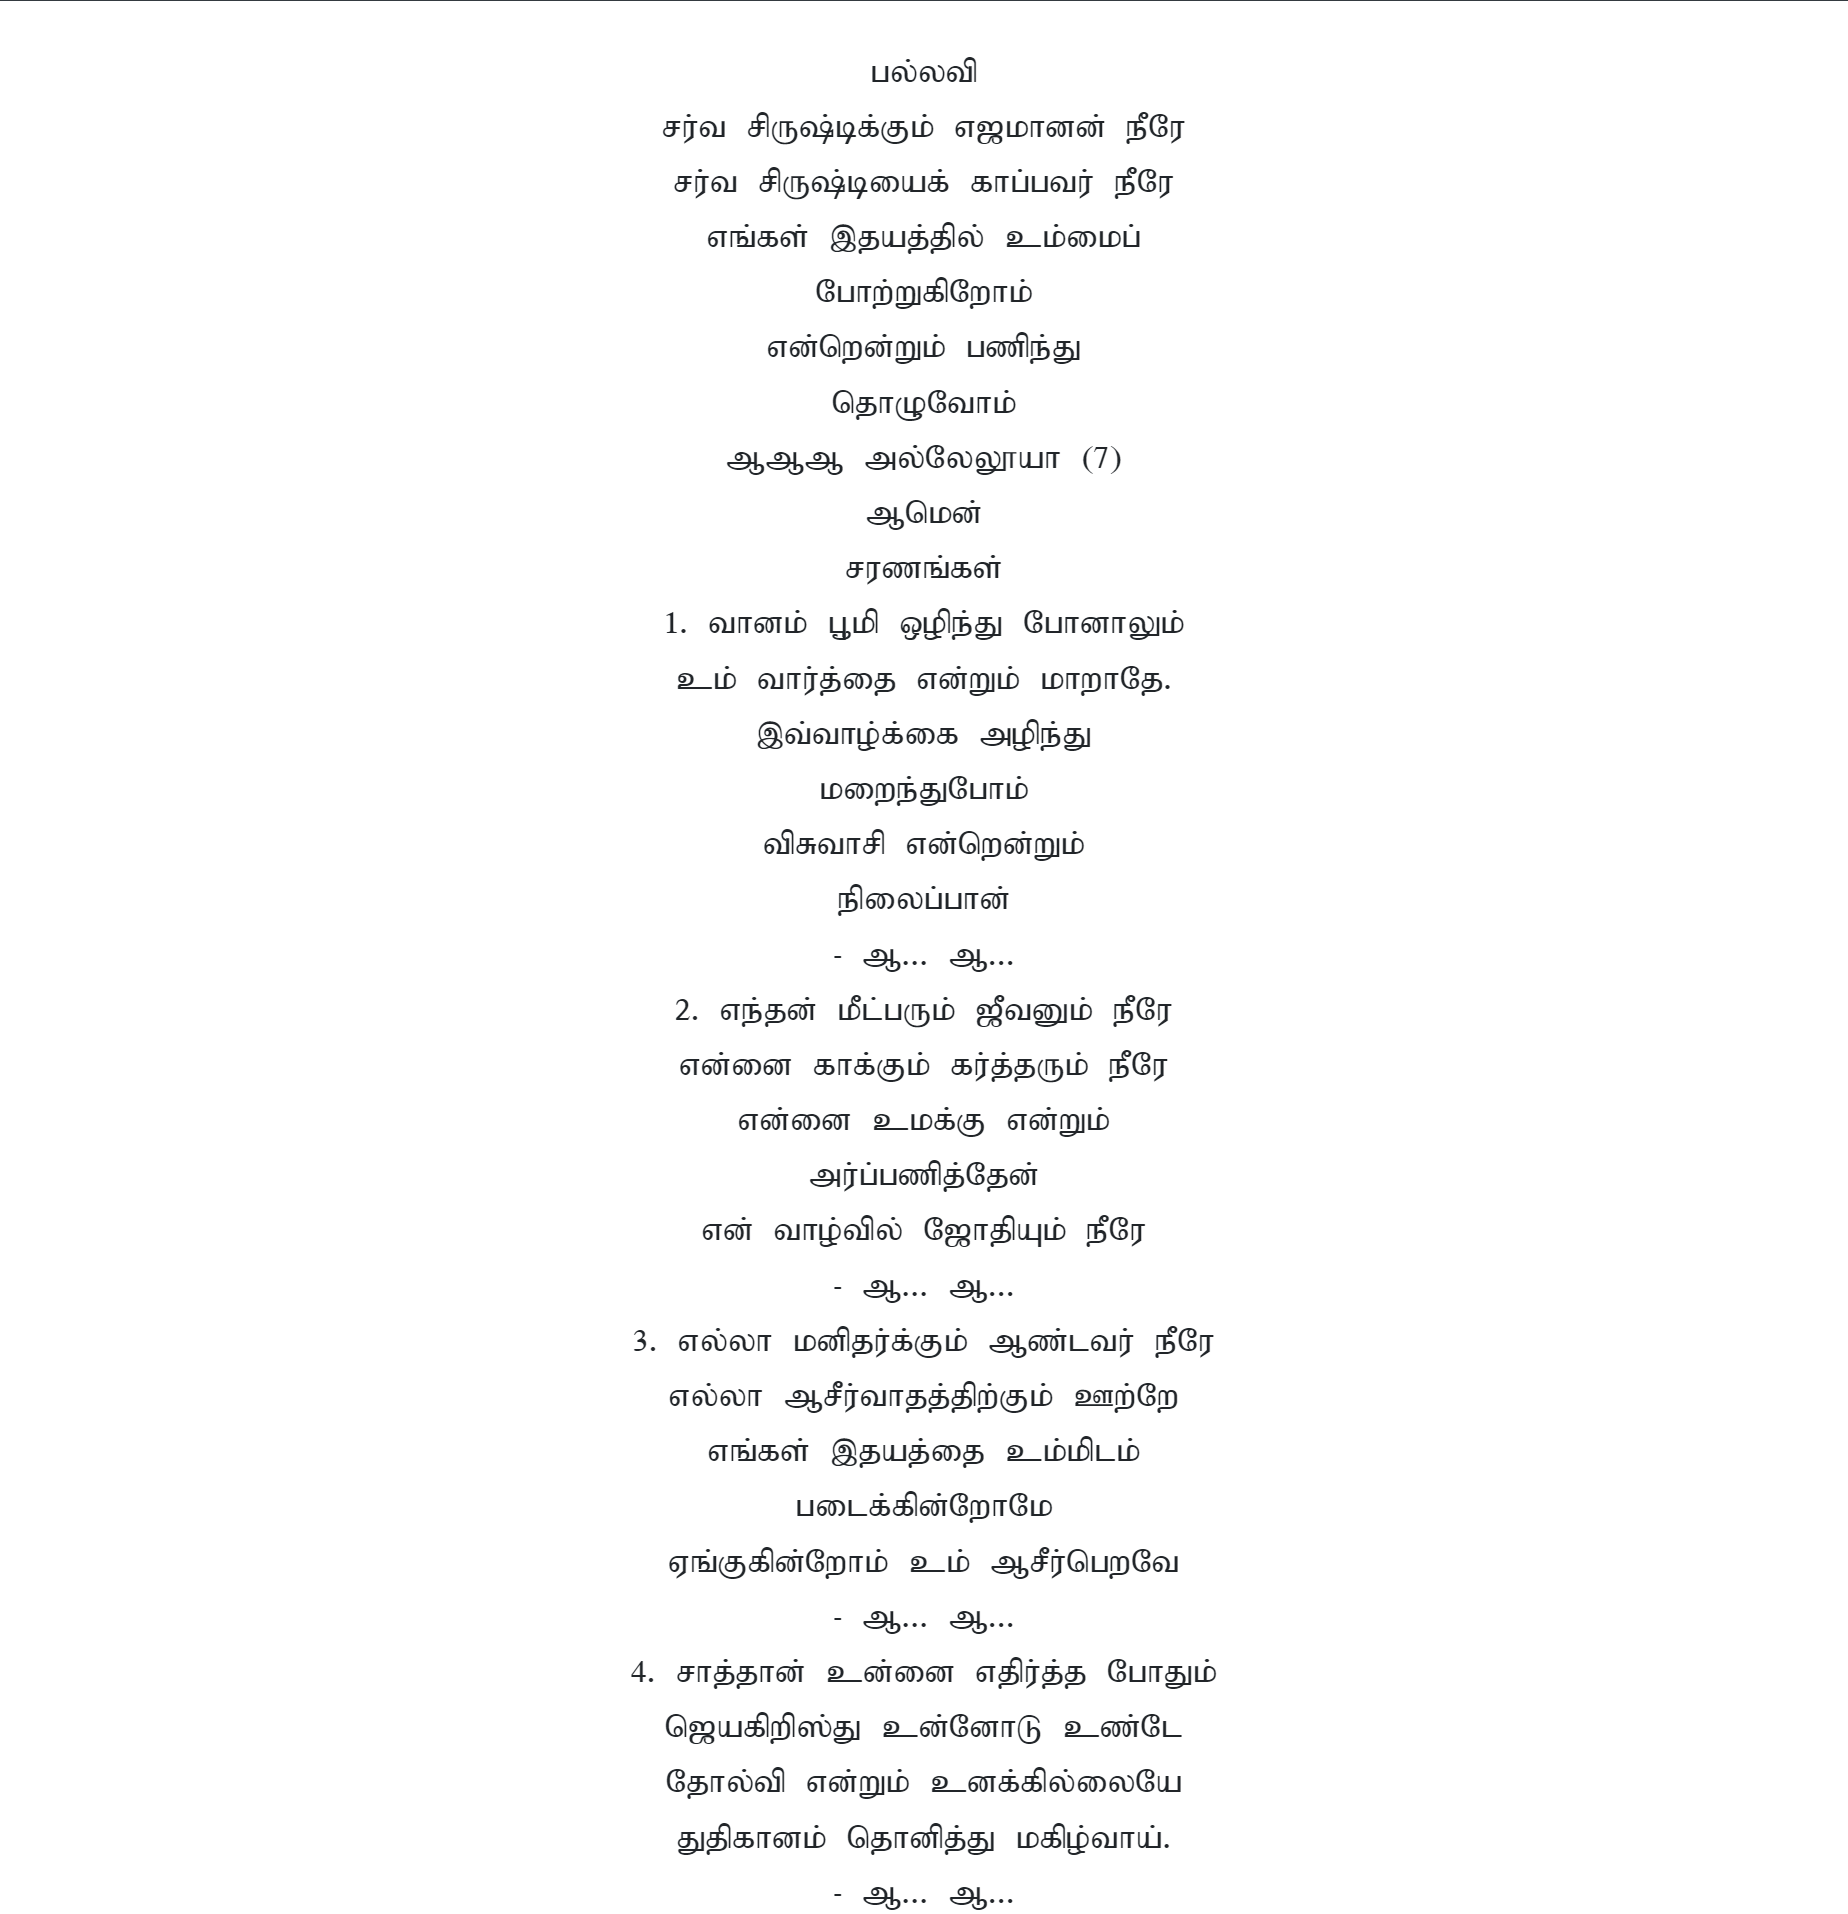 பல்லவி
சர்வ சிருஷ்டிக்கும் எஜமானன் நீரே
சர்வ சிருஷ்டியைக் காப்பவர் நீரே
எங்கள் இதயத்தில் உம்மைப்
போற்றுகிறோம்
என்றென்றும் பணிந்து
தொழுவோம்
ஆஆஆ அல்லேலூயா (7)
ஆமென்
சரணங்கள்
1. வானம் பூமி ஒழிந்து போனாலும்
உம் வார்த்தை என்றும் மாறாதே.
இவ்வாழ்க்கை அழிந்து
மறைந்துபோம்
விசுவாசி என்றென்றும்
நிலைப்பான்
- ஆ... ஆ...
2. எந்தன் மீட்பரும் ஜீவனும் நீரே
என்னை காக்கும் கர்த்தரும் நீரே
என்னை உமக்கு என்றும்
அர்ப்பணித்தேன்
என் வாழ்வில் ஜோதியும் நீரே
- ஆ... ஆ...
3. எல்லா மனிதர்க்கும் ஆண்டவர் நீரே
எல்லா ஆசீர்வாதத்திற்கும் ஊற்றே
எங்கள் இதயத்தை உம்மிடம்
படைக்கின்றோமே
ஏங்குகின்றோம் உம் ஆசீர்பெறவே
- ஆ... ஆ...
4. சாத்தான் உன்னை எதிர்த்த போதும்
ஜெயகிறிஸ்து உன்னோடு உண்டே
தோல்வி என்றும் உனக்கில்லையே
துதிகானம் தொனித்து மகிழ்வாய்.
- ஆ... ஆ...